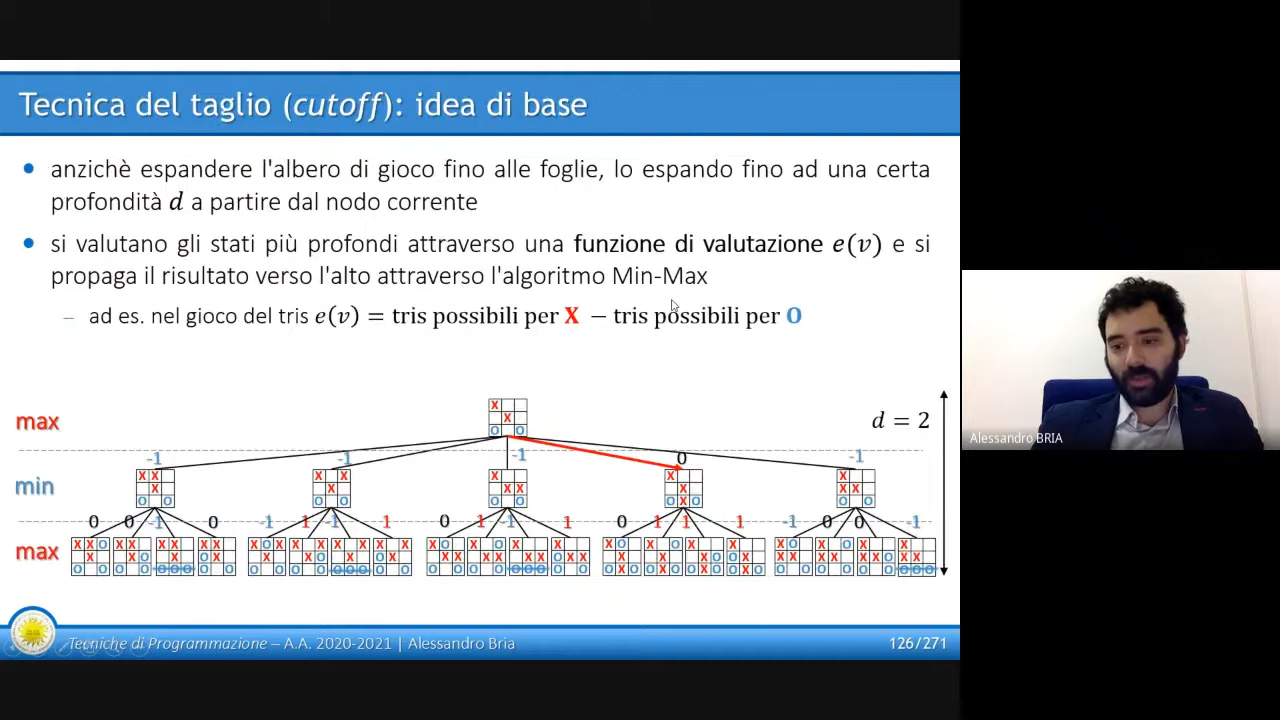 Tecnica del taglio (cutoff): idea di base
• anzichè espandere l'albero di gioco fino alle foglie, lo espando fino ad una certa
profondità d a partire dal nodo corrente
• si valutano gli stati più profondi attraverso una funzione di valutazione e(v) e si
propaga il risultato verso l'alto attraverso l'algoritmo Min-Max
– ad es. nel gioco del tris e(v) = tris possibili per X − tris possibili per O
max
d = 2
-1 -1 -1 0 -1
min
0 0 -1 0 -1 1 -1 1 0 1 -1 1 0 1 1 1 -1 0 0 -1
max
Tecniche di Programmazione – A.A. 2020-2021 | Alessandro Bria
126/271
Alessandro BRIA